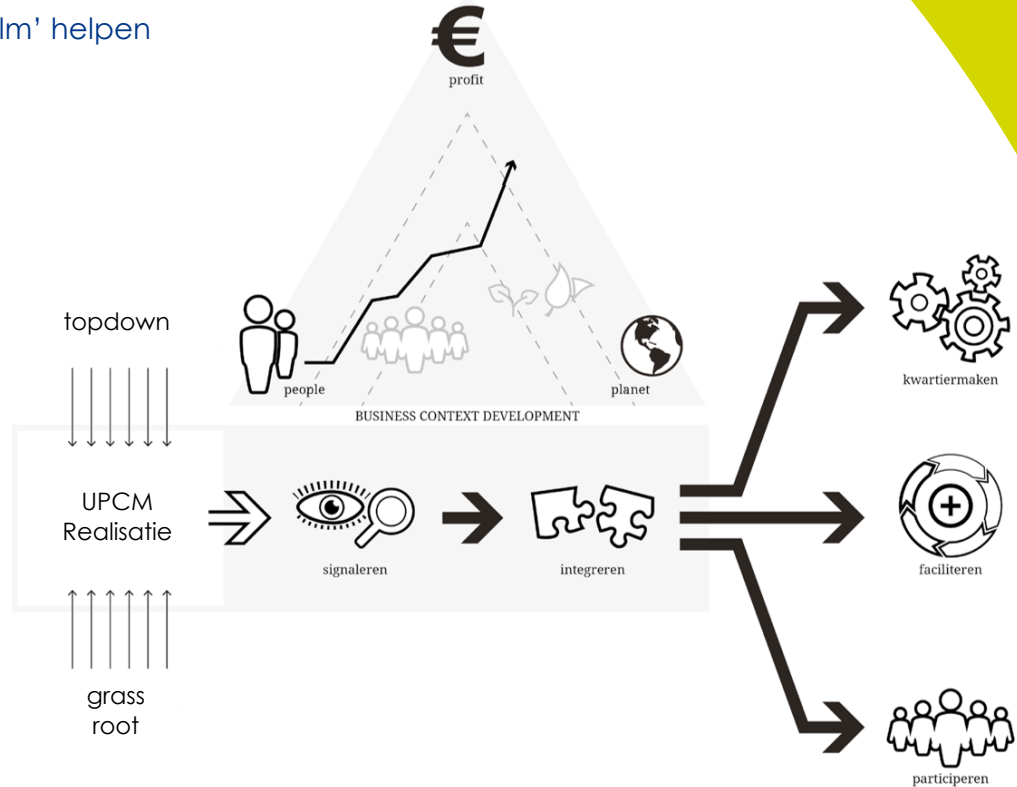 lm’ helpen
€
profit
topdown
people
planet
BUSINESS CONTEXT DEVELOPMENT
kwartiermaken
UPCM
Realisatie
signaleren
integreren
faciliteren
grass
root
participeren